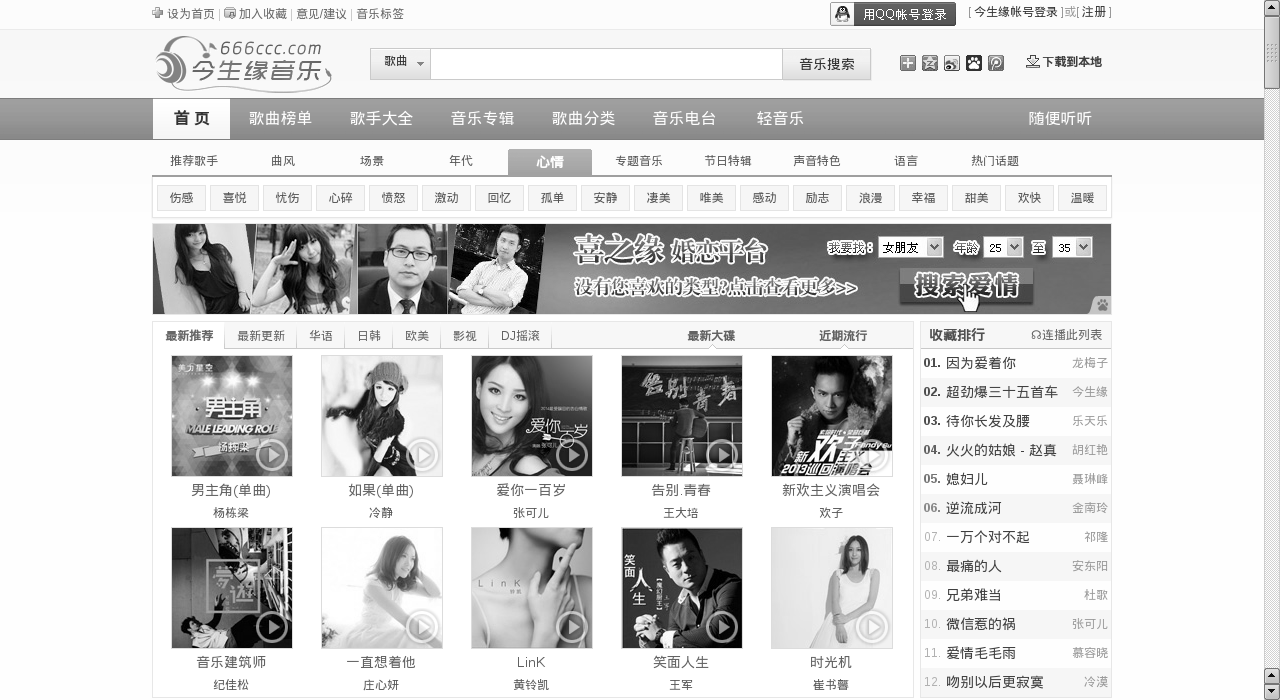 设为首页 | 加入收藏 | 意见/建议 | 音乐标签
用QQ帐号登录 [ 今生缘帐号登录 ]或[ 注册 ]
666ccc.com
今生缘音乐
歌曲 音乐搜索 下载到本地
首 页 歌曲榜单 歌手大全 音乐专辑 歌曲分类 音乐电台 轻音乐 随便听听
推荐歌手 曲风 场景 年代 心情 专题音乐 节日特辑 声音特色 语言 热门话题
伤感 喜悦 忧伤 心碎 愤怒 激动 回忆 孤单 安静 凄美 唯美 感动 励志 浪漫 幸福 甜美 欢快 温暖
喜之缘 婚恋平台 我要找8 女朋友 年龄 25 至 35
没有您喜欢的类型?点击查看更多>> 搜索爱情
最新推荐 最新更新 华语 日韩 欧美 影视 DJ摇滚 最新大碟 近期流行
男主角
MALE LEADING ROLE
杨栋梁
爱你一百岁
张可儿
告别青春
新欢子
2013巡回演唱会
男主角(单曲) 如果(单曲) 爱你一百岁 告别.青春 新欢主义演唱会
杨栋梁 冷静 张可儿 王大培 欢子
LinK
笑面人生
音乐建筑师 一直想着他 LinK 笑面人生 时光机
纪佳松 庄心妍 黄铃凯 王军 崔书馨
收藏排行 连播此列表
01. 因为爱着你 龙梅子
02. 超劲爆三十五首车 今生缘
03. 待你长发及腰 乐天乐
04. 火火的姑娘 - 赵真 胡红艳
05. 媳妇儿 聂琳峰
06. 逆流成河 金南玲
07. 一万个对不起 祁隆
08. 最痛的人 安东阳
09. 兄弟难当 杜歌
10. 微信惹的祸 张可儿
11. 爱情毛毛雨 慕容晓
12. 吻别以后更寂寞 冷漠